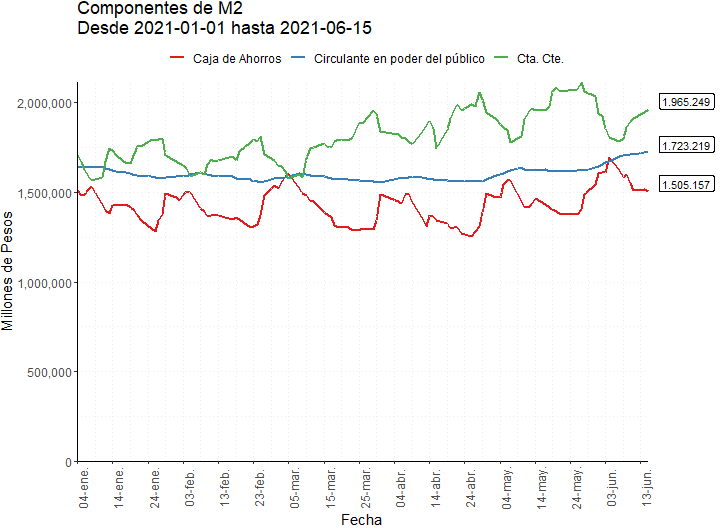 Componentes de M2
Desde 2021-01-01 hasta 2021-06-15
Caja de Ahorros Circulante en poder del público Cta. Cte.
2,000,000
1,500,000
1,000,000
500,000
0
Millones de Pesos
1.965.249
1.723.219
1.505.157
04-ene.
14-ene.
24-ene.
03-feb.
13-feb.
23-feb.
05-mar.
15-mar.
25-mar.
04-abr.
14-abr.
24-abr.
04-may.
14-may.
24-may.
03-jun.
13-jun.
Fecha